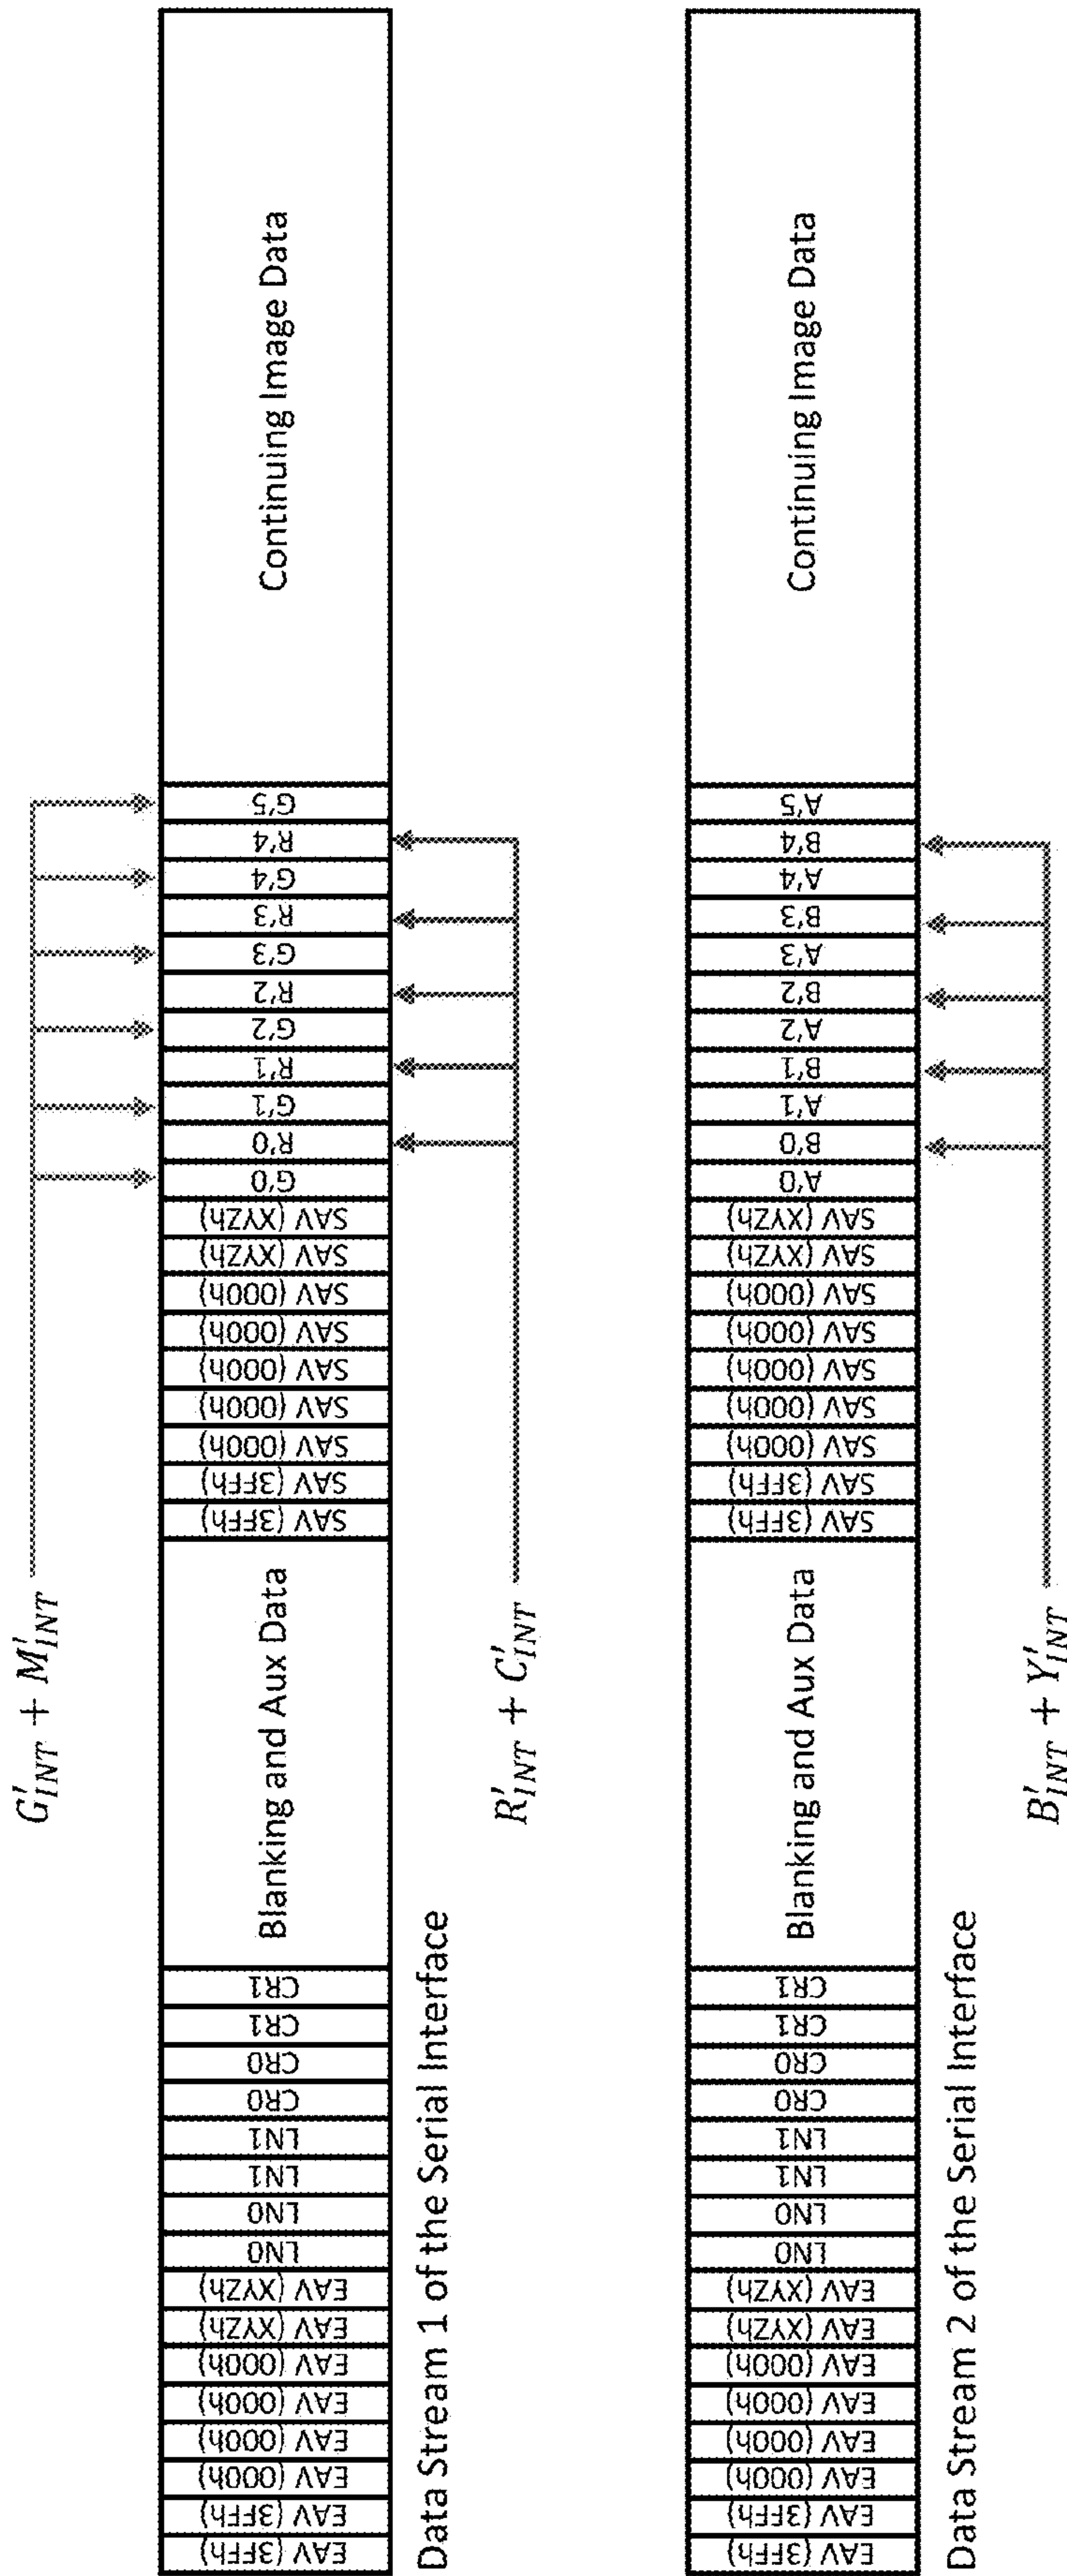 G'INT + M'INT
EAV (3FFh)
EAV (3FFh)
EAV (000h)
EAV (000h)
EAV (000h)
EAV (000h)
EAV (XYZh)
EAV (XYZh)
LN0
LN0
LN1
LN1
CR0
CR0
CR1
CR1
Blanking and Aux Data
SAV (3FFh)
SAV (3FFh)
SAV (000h)
SAV (000h)
SAV (000h)
SAV (000h)
SAV (000h)
SAV (XYZh)
SAV (XYZh)
G'0
R'0
G'1
R'1
G'2
R'2
G'3
R'3
G'4
R'4
G'5
Continuing Image Data
Data Stream 1 of the Serial Interface
R'INT + C'INT
EAV (3FFh)
EAV (3FFh)
EAV (000h)
EAV (000h)
EAV (000h)
EAV (000h)
EAV (XYZh)
EAV (XYZh)
LN0
LN0
LN1
LN1
CR0
CR0
CR1
CR1
Blanking and Aux Data
SAV (3FFh)
SAV (3FFh)
SAV (000h)
SAV (000h)
SAV (000h)
SAV (000h)
SAV (000h)
SAV (XYZh)
SAV (XYZh)
A'0
B'0
A'1
B'1
A'2
B'2
A'3
B'3
A'4
B'4
A'5
Continuing Image Data
Data Stream 2 of the Serial Interface
B'INT + Y'INT